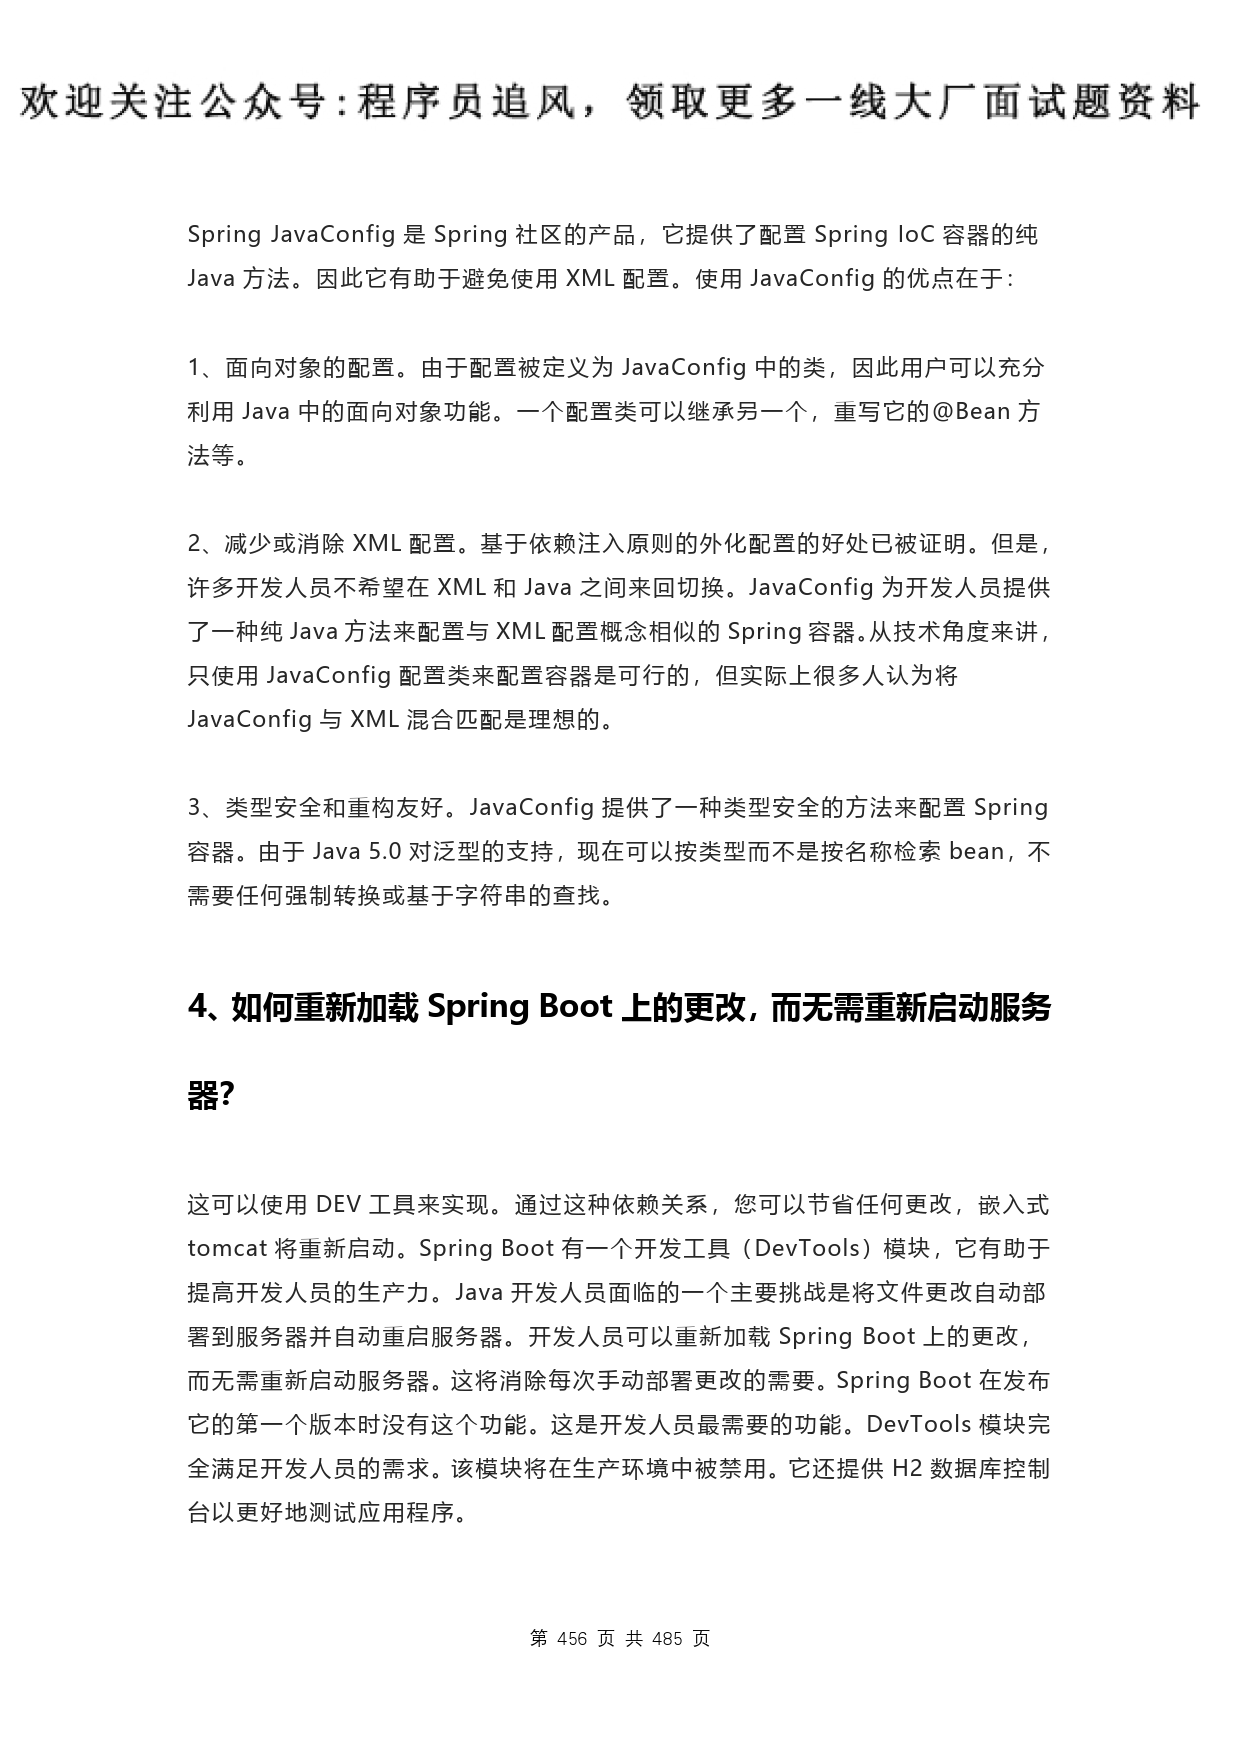 欢迎关注公众号:程序员追风，领取更多一线大厂面试题资料
Spring JavaConfig 是 Spring 社区的产品，它提供了配置 Spring IoC 容器的纯
Java 方法。因此它有助于避免使用 XML 配置。使用 JavaConfig 的优点在于：
1、面向对象的配置。由于配置被定义为 JavaConfig 中的类，因此用户可以充分
利用 Java 中的面向对象功能。一个配置类可以继承另一个，重写它的@Bean 方
法等。
2、减少或消除 XML 配置。基于依赖注入原则的外化配置的好处已被证明。但是，
许多开发人员不希望在 XML 和 Java 之间来回切换。JavaConfig 为开发人员提供
了一种纯 Java 方法来配置与 XML 配置概念相似的 Spring 容器。从技术角度来讲，
只使用 JavaConfig 配置类来配置容器是可行的，但实际上很多人认为将
JavaConfig 与 XML 混合匹配是理想的。
3、类型安全和重构友好。JavaConfig 提供了一种类型安全的方法来配置 Spring
容器。由于 Java 5.0 对泛型的支持，现在可以按类型而不是按名称检索 bean，不
需要任何强制转换或基于字符串的查找。
4、如何重新加载 Spring Boot 上的更改，而无需重新启动服务
器？
这可以使用 DEV 工具来实现。通过这种依赖关系，您可以节省任何更改，嵌入式
tomcat 将重新启动。Spring Boot 有一个开发工具（DevTools）模块，它有助于
提高开发人员的生产力。Java 开发人员面临的一个主要挑战是将文件更改自动部
署到服务器并自动重启服务器。开发人员可以重新加载 Spring Boot 上的更改，
而无需重新启动服务器。这将消除每次手动部署更改的需要。Spring Boot 在发布
它的第一个版本时没有这个功能。这是开发人员最需要的功能。DevTools 模块完
全满足开发人员的需求。该模块将在生产环境中被禁用。它还提供 H2 数据库控制
台以更好地测试应用程序。
第 456 页 共 485 页